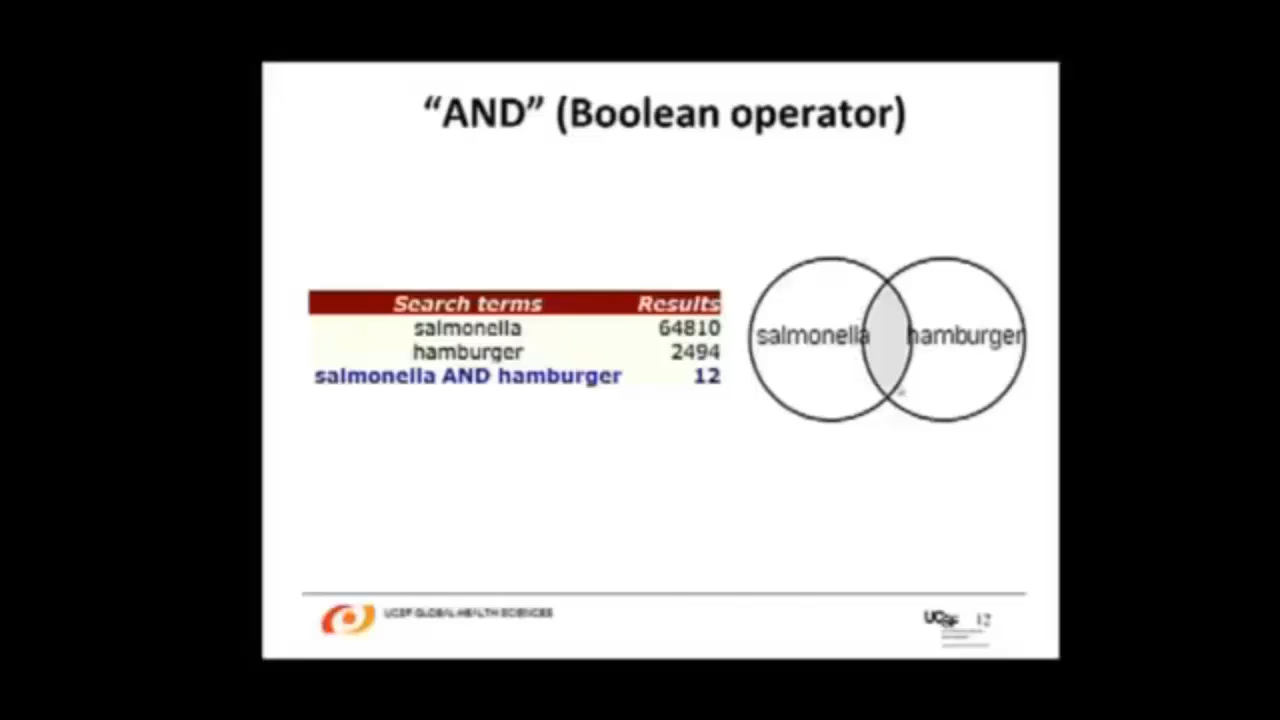 “AND” (Boolean operator)
Search terms Results
salmonella 64810
hamburger 2494
salmonella AND hamburger 12
salmonella hamburger
UCSF GLOBAL HEALTH SCIENCES
UCSF 12